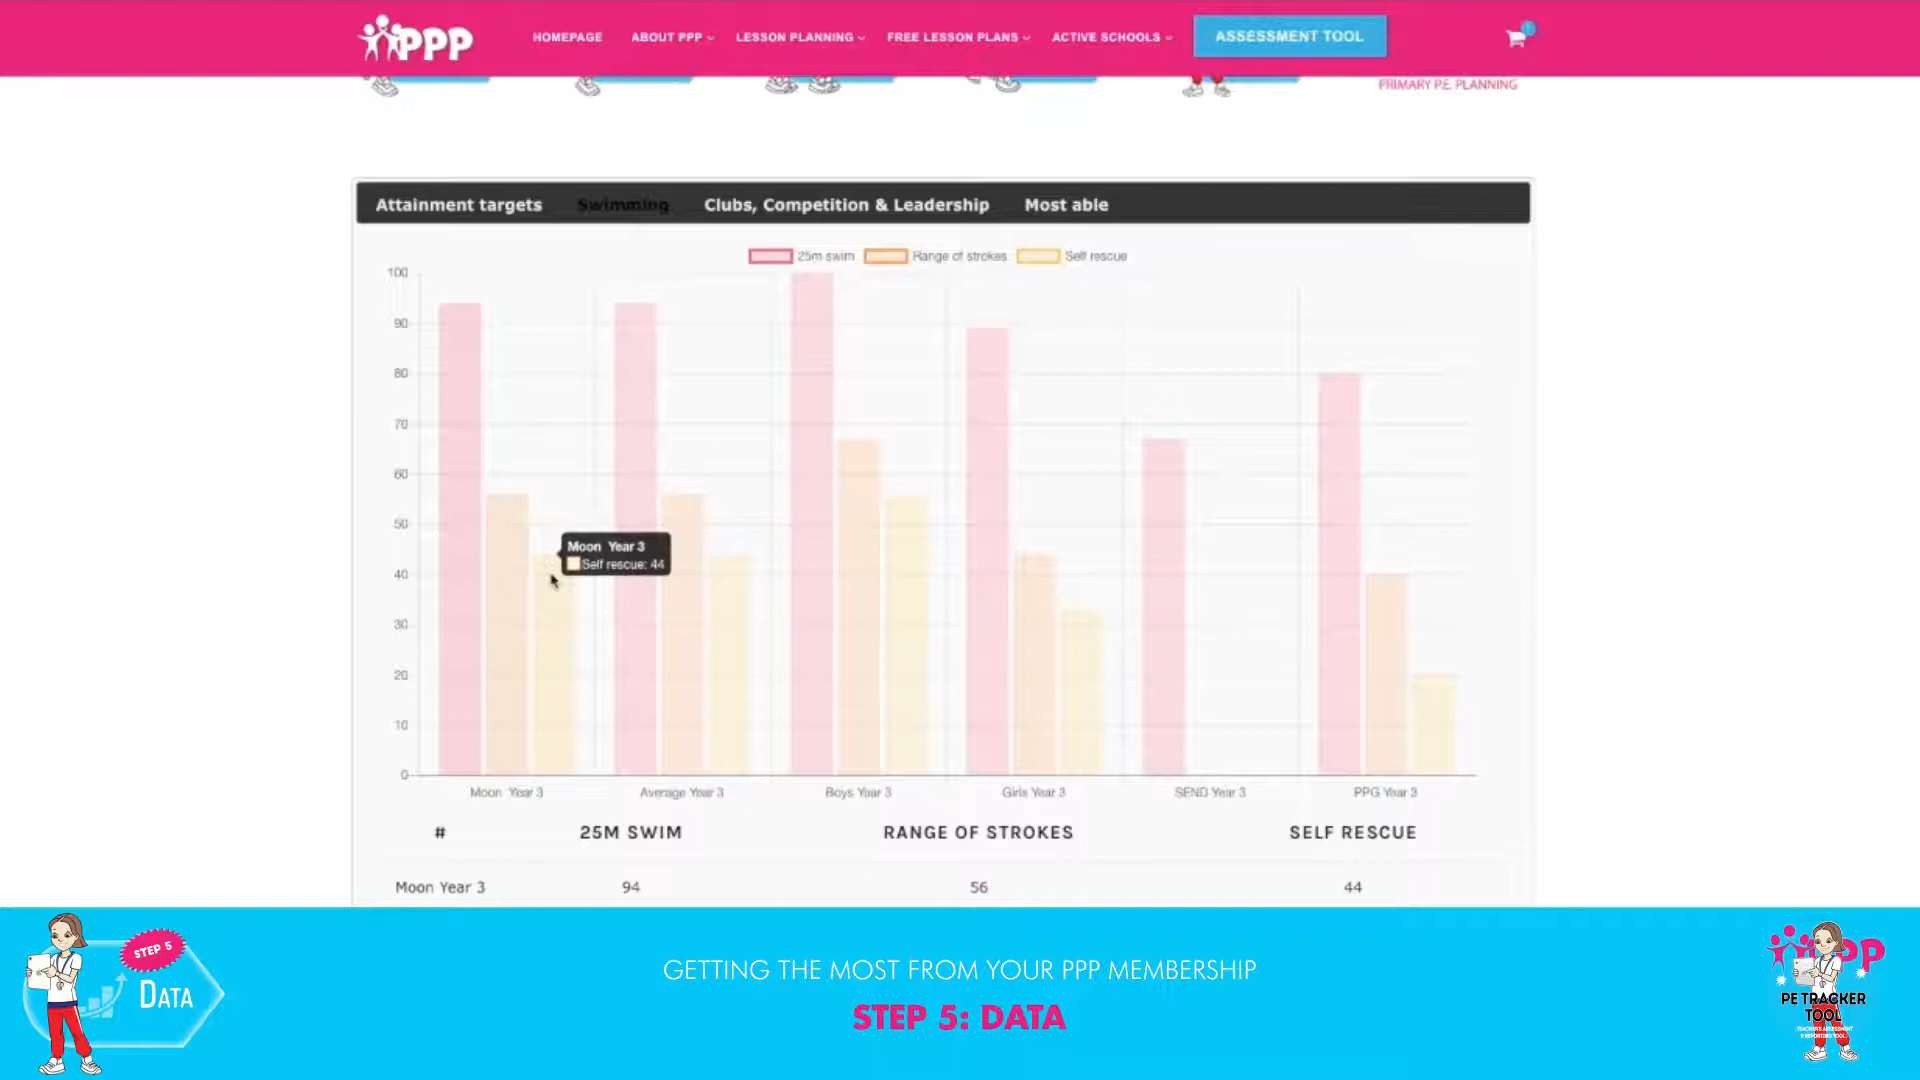 PPP
HOMEPAGE
ABOUT PPP
LESSON PLANNING
FREE LESSON PLANS
ACTIVE SCHOOLS
ASSESSMENT TOOL
PRIMARY P.E. PLANNING
Attainment targets
Swimming
Clubs, Competition & Leadership
Most able
25m swim
Range of strokes
Self rescue
100
90
80
70
60
50
40
30
20
10
0
Moon Year 3
Self rescue: 44
Moon Year 3
Average Year 3
Boys Year 3
Girls Year 3
SEND Year 3
PPG Year 3
# 25M SWIM RANGE OF STROKES SELF RESCUE
Moon Year 3 94 56 44
STEP 5
DATA
GETTING THE MOST FROM YOUR PPP MEMBERSHIP
STEP 5: DATA
PE TRACKER
TOOL
TEACHERS ASSESSMENT
& REPORTING TOOL